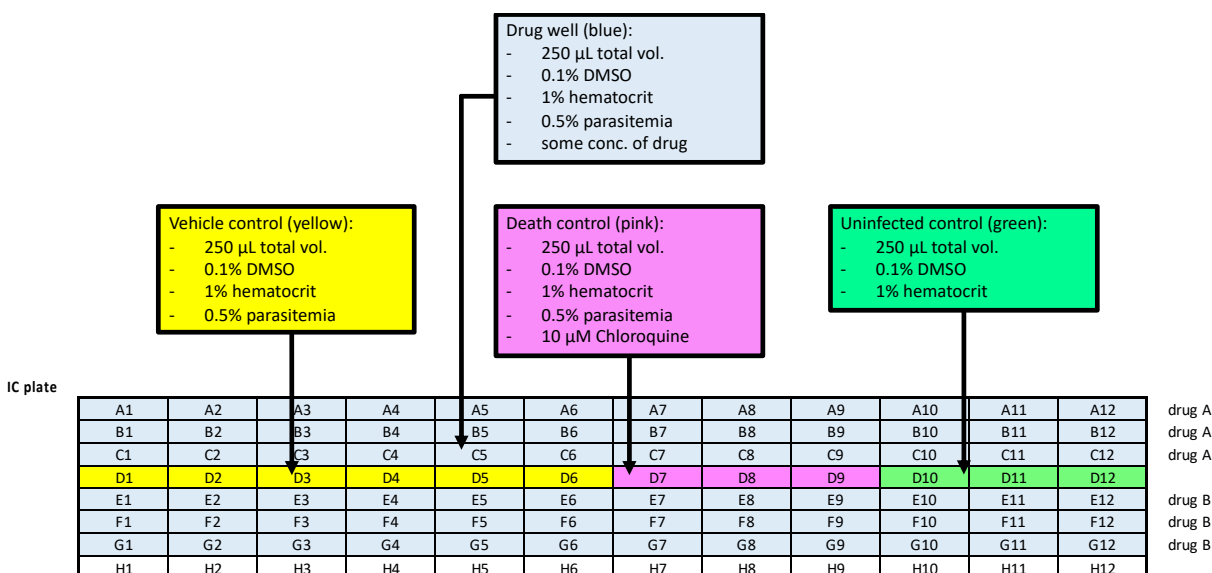 Drug well (blue):
- 250 µL total vol.
- 0.1% DMSO
- 1% hematocrit
- 0.5% parasitemia
- some conc. of drug
Vehicle control (yellow):
- 250 µL total vol.
- 0.1% DMSO
- 1% hematocrit
- 0.5% parasitemia
Death control (pink):
- 250 µL total vol.
- 0.1% DMSO
- 1% hematocrit
- 0.5% parasitemia
- 10 µM Chloroquine
Uninfected control (green):
- 250 µL total vol.
- 0.1% DMSO
- 1% hematocrit
IC plate
A1 A2 A3 A4 A5 A6 A7 A8 A9 A10 A11 A12 drug A
B1 B2 B3 B4 B5 B6 B7 B8 B9 B10 B11 B12 drug A
C1 C2 C3 C4 C5 C6 C7 C8 C9 C10 C11 C12 drug A
D1 D2 D3 D4 D5 D6 D7 D8 D9 D10 D11 D12
E1 E2 E3 E4 E5 E6 E7 E8 E9 E10 E11 E12 drug B
F1 F2 F3 F4 F5 F6 F7 F8 F9 F10 F11 F12 drug B
G1 G2 G3 G4 G5 G6 G7 G8 G9 G10 G11 G12 drug B
H1 H2 H3 H4 H5 H6 H7 H8 H9 H10 H11 H12